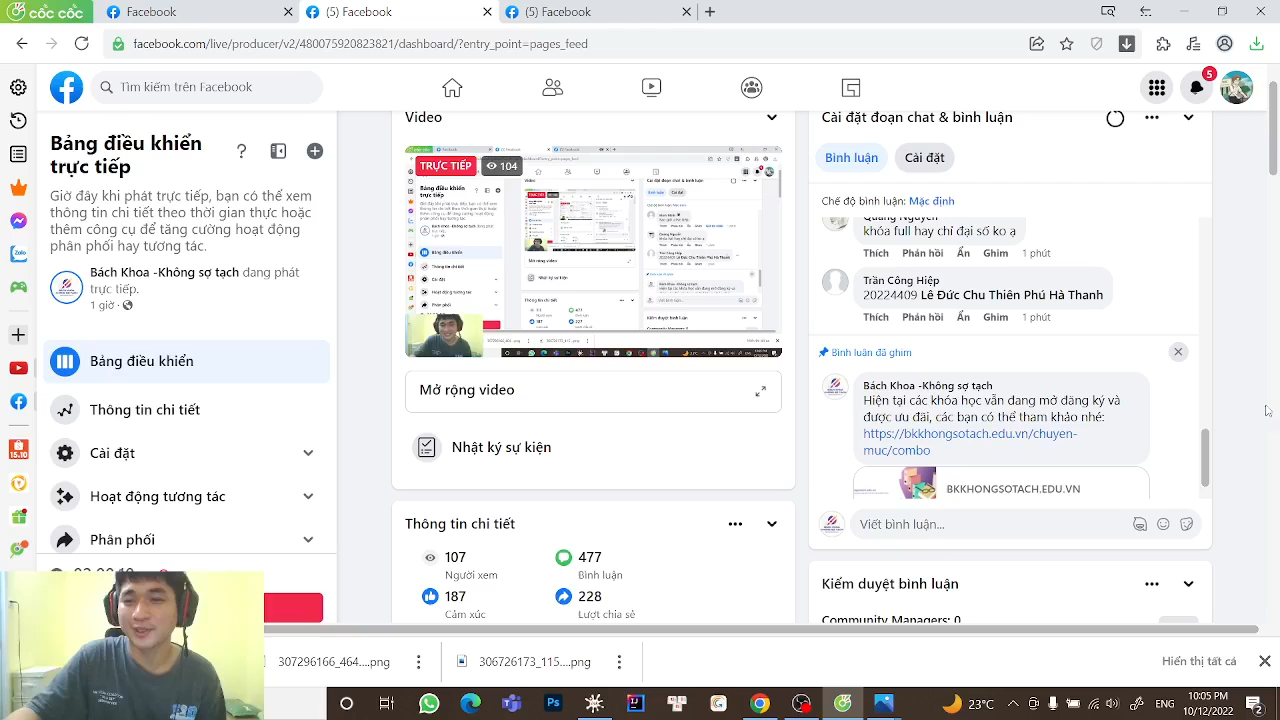 cốc cốc
Facebook
(5) Facebook
(5) Facebook
facebook.com/live/producer/v2/480075920823821/dashboard/?entry_point=pages_feed
Tìm kiếm trên Facebook
5
Bảng điều khiển
trực tiếp
Giờ đây khi phát trực tiếp, bạn có thể xem
thông tin chi tiết theo thời gian thực hoặc
thêm công cụ để tăng cường hoạt động
phân phối hay tương tác.
Bách Khoa -Không sợ tạch đang phát
trực tiếp.
1 giờ
Bảng điều khiển
Thông tin chi tiết
Cài đặt
Hoạt động tương tác
Phân phối
Zalo
15.10
Video
TRỰC TIẾP
104
Mở rộng video
Nhật ký sự kiện
Thông tin chi tiết
107
Người xem
477
Bình luận
187
Cảm xúc
228
Lượt chia sẻ
Cài đặt đoạn chat & bình luận
Bình luận
Cài đặt
Chế độ bình luận: Mặc định
Quang Nguyen
khóa full hay chỉ đại số ko ạ
Thích Phản hồi Ẩn Ghim 1 phút
Trần Công Hiệp
20224409 Lê Đức Chu Thiên Phú Hà Thanh
Thích Phản hồi Ẩn Ghim 1 phút
Bình luận đã ghim
Bách Khoa -Không sợ tạch
Hiện tại các khóa học vẫn đang mở đăng ký và
được ưu đãi, các bạn có thể tham khảo nhé:
https://bkkhongsotach.edu.vn/chuyen-
muc/combo
BKKHONGSOTACH.EDU.VN
Viết bình luận...
Kiểm duyệt bình luận
Community Managers: 0
307296166_464....png
306726173_115....png
Hiển thị tất cả
23°C
10:05 PM
10/12/2022